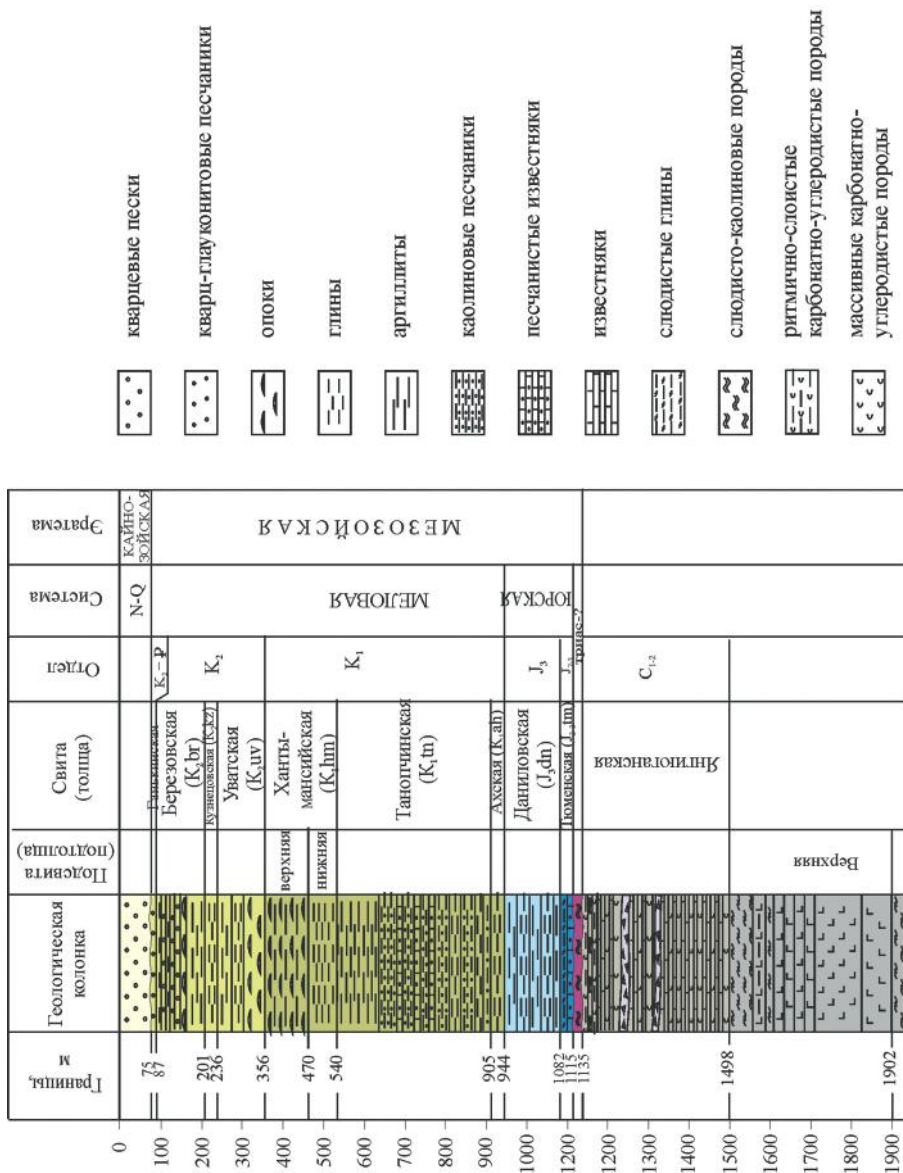 Эратема
КАЙНО-
ЗОЙСКАЯ
МЕЗОЗОЙСКАЯ
Система
N-Q
МЕЛОВАЯ
ЮРСКАЯ
триас-?
Отдел
K₂ – ₽
K₂
K₁
J₃
C₁₋₂
Свита
(толща)
Березовская
(K₂br)
Кузнецовская (K₂kz)
Уватская
(K₂uv)
Ханты-
мансийская
(K₁hm)
Танопчинская
(K₁tn)
Ахская (K₁ah)
Даниловская
(J₃dn)
Янгиюганская
Подсвита
(подтолща)
верхняя
нижняя
Верхняя
Геологическая
колонка
Границы,
м
75
87
201
236
356
470
540
905
944
1082
1115
1135
1498
1902
0
100
200
300
400
500
600
700
800
900
1000
1100
1200
1300
1400
1500
1600
1700
1800
1900
кварцевые пески
кварц-глауконитовые песчаники
опоки
глины
аргиллиты
каолиновые песчаники
песчанистые известняки
известняки
слюдистые глины
слюдисто-каолиновые породы
ритмично-слоистые
карбонатно-углеродистые породы
массивные карбонатно-
углеродистые породы